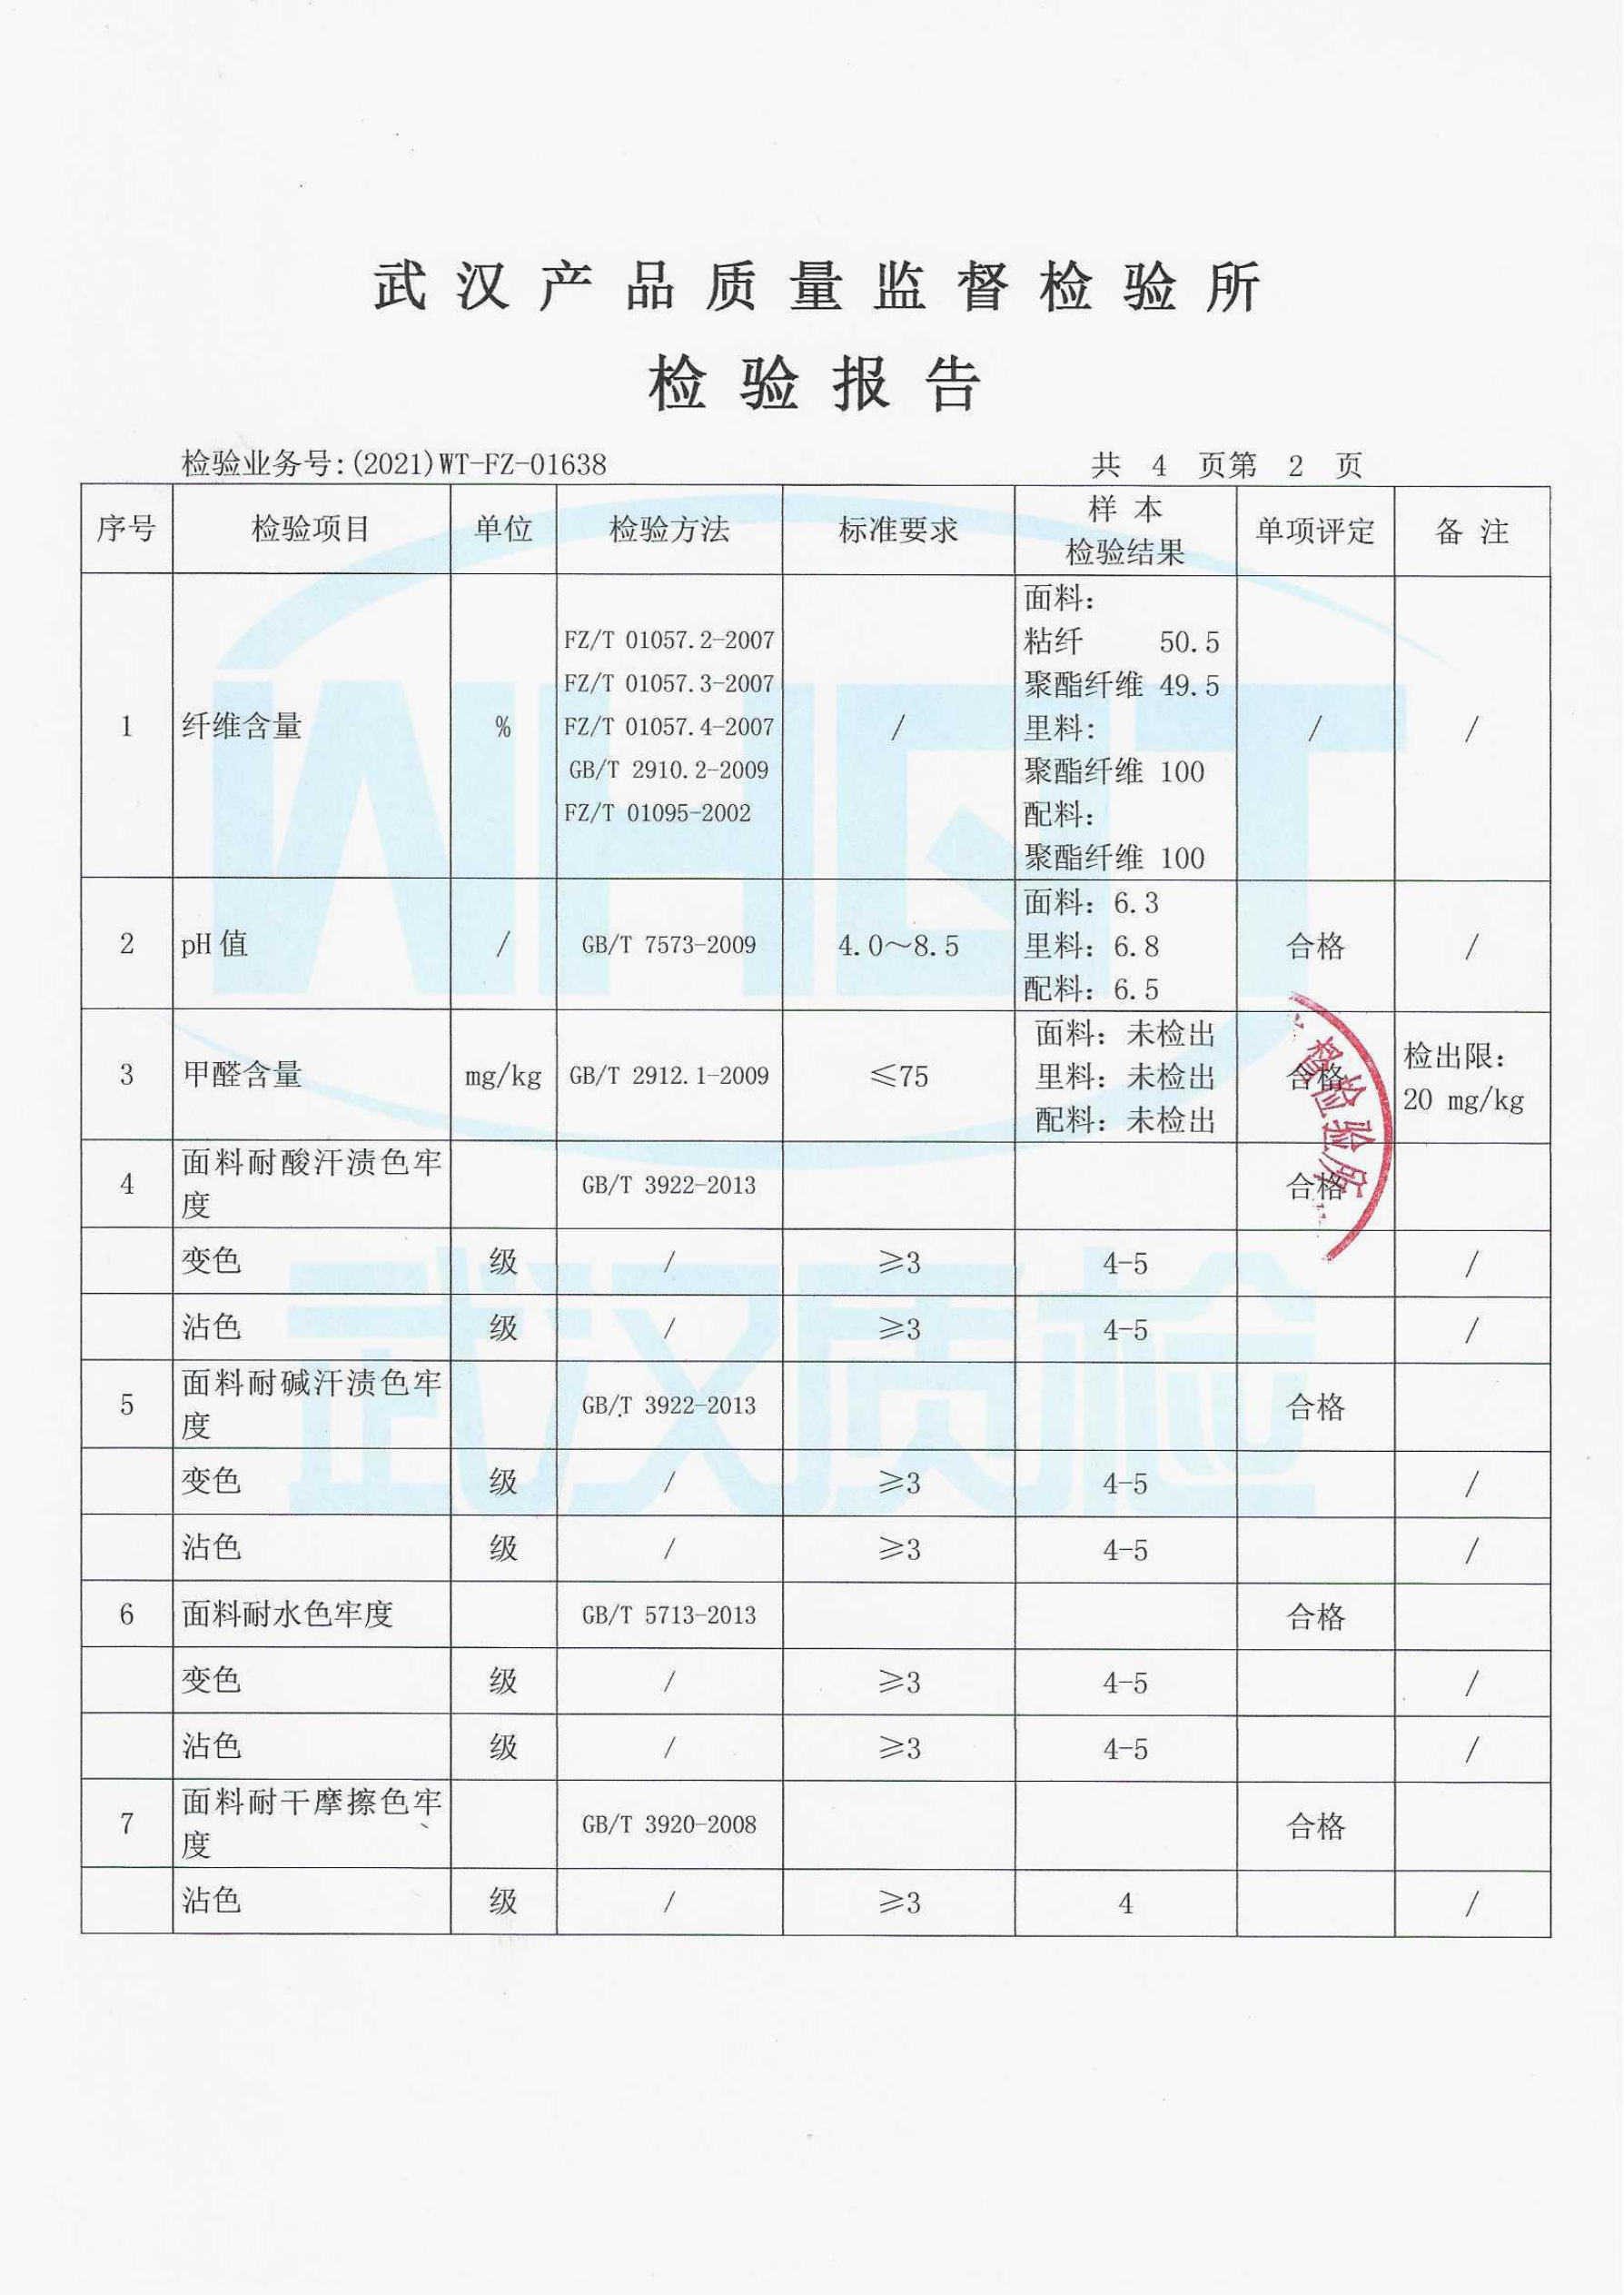 武汉产品质量监督检验所
检验报告
检验业务号:(2021)WT-FZ-01638 共 4 页第 2 页
序号 检验项目 单位 检验方法 标准要求 样 本 检验结果 单项评定 备 注
面料:
FZ/T 01057.2-2007 粘纤 50.5
FZ/T 01057.3-2007 聚酯纤维 49.5
1 纤维含量 % FZ/T 01057.4-2007 / 里料: / /
GB/T 2910.2-2009 聚酯纤维 100
FZ/T 01095-2002 配料:
聚酯纤维 100
面料: 6.3
2 pH值 / GB/T 7573-2009 4.0~8.5 里料: 6.8 合格 /
配料: 6.5
面料: 未检出
3 甲醛含量 mg/kg GB/T 2912.1-2009 ≤75 里料: 未检出 合格 检出限: 20 mg/kg
配料: 未检出
4 面料耐酸汗渍色牢度 GB/T 3922-2013 合格
变色 级 / ≥3 4-5 /
沾色 级 / ≥3 4-5 /
5 面料耐碱汗渍色牢度 GB/T 3922-2013 合格
变色 级 / ≥3 4-5 /
沾色 级 / ≥3 4-5 /
6 面料耐水色牢度 GB/T 5713-2013 合格
变色 级 / ≥3 4-5 /
沾色 级 / ≥3 4-5 /
7 面料耐干摩擦色牢度 GB/T 3920-2008 合格
沾色 级 / ≥3 4 /
督检验所
WHQT
武汉质检